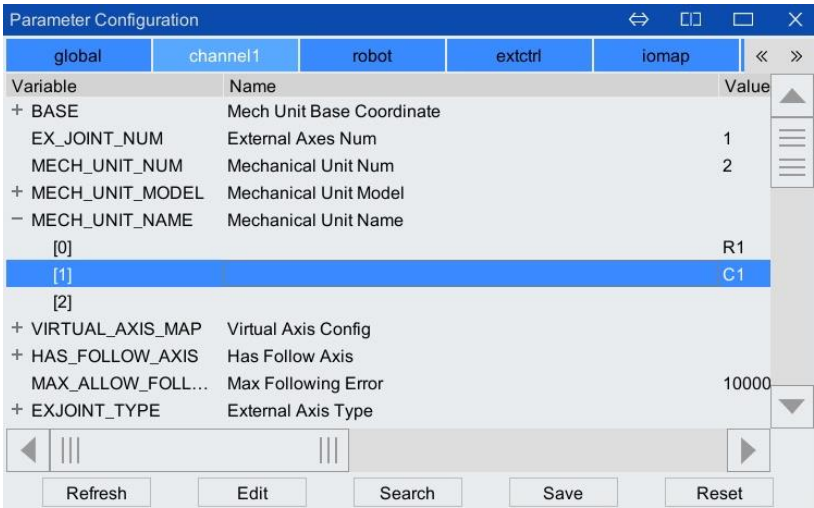 Parameter Configuration
global channel1 robot extctrl iomap « »
Variable Name Value
+ BASE Mech Unit Base Coordinate
EX_JOINT_NUM External Axes Num 1
MECH_UNIT_NUM Mechanical Unit Num 2
+ MECH_UNIT_MODEL Mechanical Unit Model
− MECH_UNIT_NAME Mechanical Unit Name
[0] R1
[1] C1
[2]
+ VIRTUAL_AXIS_MAP Virtual Axis Config
+ HAS_FOLLOW_AXIS Has Follow Axis
MAX_ALLOW_FOLL... Max Following Error 10000
+ EXJOINT_TYPE External Axis Type
Refresh Edit Search Save Reset